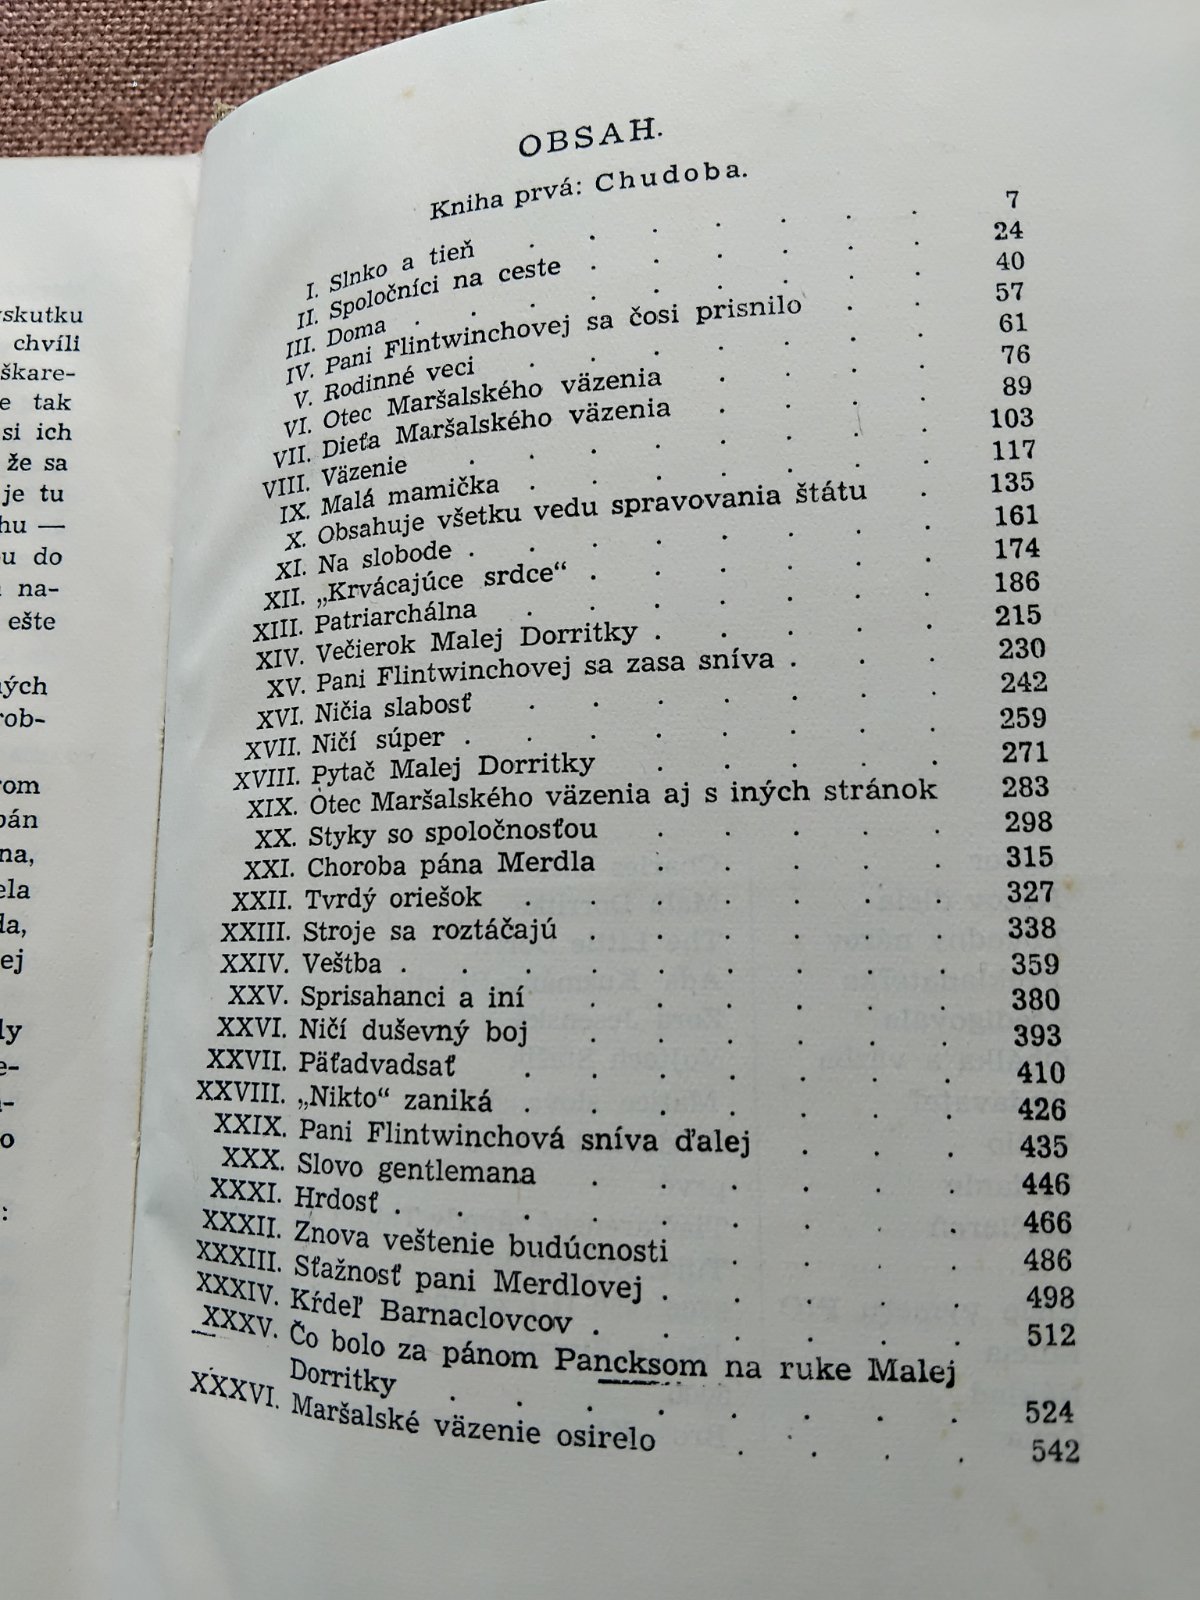 OBSAH.
Kniha prvá: Chudoba.
I. Slnko a tieň . . . . . . . 7
II. Spoločníci na ceste . . . . . . 24
III. Doma . . . . . . . . 40
IV. Pani Flintwinchovej sa čosi prisnilo . . 57
V. Rodinné veci . . . . . . . 61
VI. Otec Maršalského väzenia . . . . 76
VII. Dieťa Maršalského väzenia . . . . 89
VIII. Väzenie . . . . . . . . 103
IX. Malá mamička . . . . . . . 117
X. Obsahuje všetku vedu spravovania štátu . 135
XI. Na slobode . . . . . . . . 161
XII. „Krvácajúce srdce“ . . . . . . 174
XIII. Patriarchálna . . . . . . . 186
XIV. Večierok Malej Dorritky . . . . . 215
XV. Pani Flintwinchovej sa zasa sníva . . . 230
XVI. Ničia slabosť . . . . . . . 242
XVII. Ničí súper . . . . . . . . 259
XVIII. Pytač Malej Dorritky . . . . . 271
XIX. Otec Maršalského väzenia aj s iných stránok 283
XX. Styky so spoločnosťou . . . . . 298
XXI. Choroba pána Merdla . . . . . 315
XXII. Tvrdý oriešok . . . . . . . 327
XXIII. Stroje sa roztáčajú . . . . . . 338
XXIV. Veštba . . . . . . . . . 359
XXV. Sprisahanci a iní . . . . . . 380
XXVI. Ničí duševný boj . . . . . . 393
XXVII. Päťadvadsať . . . . . . . 410
XXVIII. „Nikto“ zaniká . . . . . . . 426
XXIX. Pani Flintwinchová sníva ďalej . . . 435
XXX. Slovo gentlemana . . . . . . 446
XXXI. Hrdosť . . . . . . . . . 466
XXXII. Znova veštenie budúcnosti . . . . 486
XXXIII. Sťažnosť pani Merdlovej . . . . . 498
XXXIV. Kŕdeľ Barnaclovcov . . . . . . 512
XXXV. Čo bolo za pánom Pancksom na ruke Malej
Dorritky . . . . . . . . 524
XXXVI. Maršalské väzenie osirelo . . . . 542